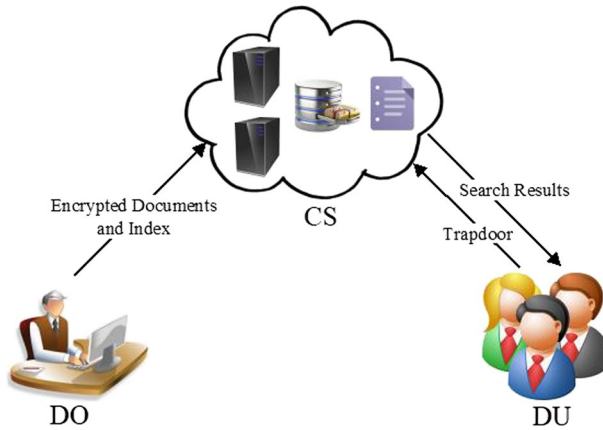 CS
Encrypted Documents
and Index
Search Results
Trapdoor
DO
DU